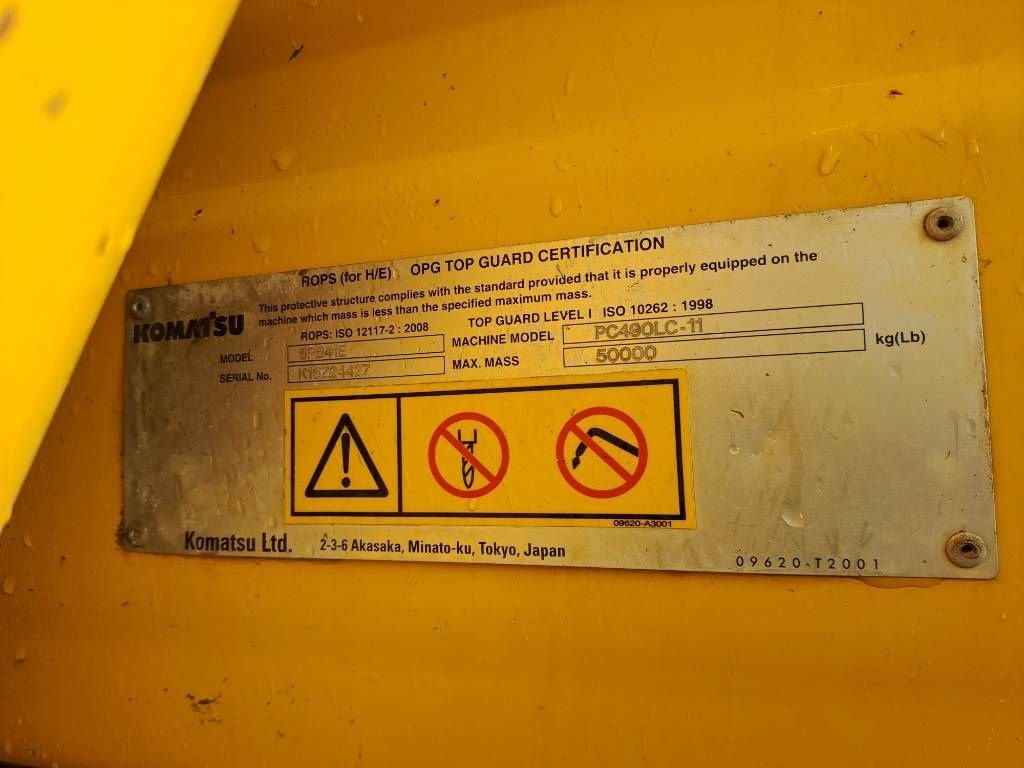 ROPS (for H/E) OPG TOP GUARD CERTIFICATION
This protective structure complies with the standard provided that it is properly equipped on the
machine which mass is less than the specified maximum mass.
KOMATSU
ROPS: ISO 12117-2 : 2008 TOP GUARD LEVEL I ISO 10262 : 1998
MODEL MACHINE MODEL PC490LC-11
SERIAL No. K16Z24427 MAX. MASS 50000 kg(Lb)
09620-A3001
Komatsu Ltd. 2-3-6 Akasaka, Minato-ku, Tokyo, Japan
09620-T2001